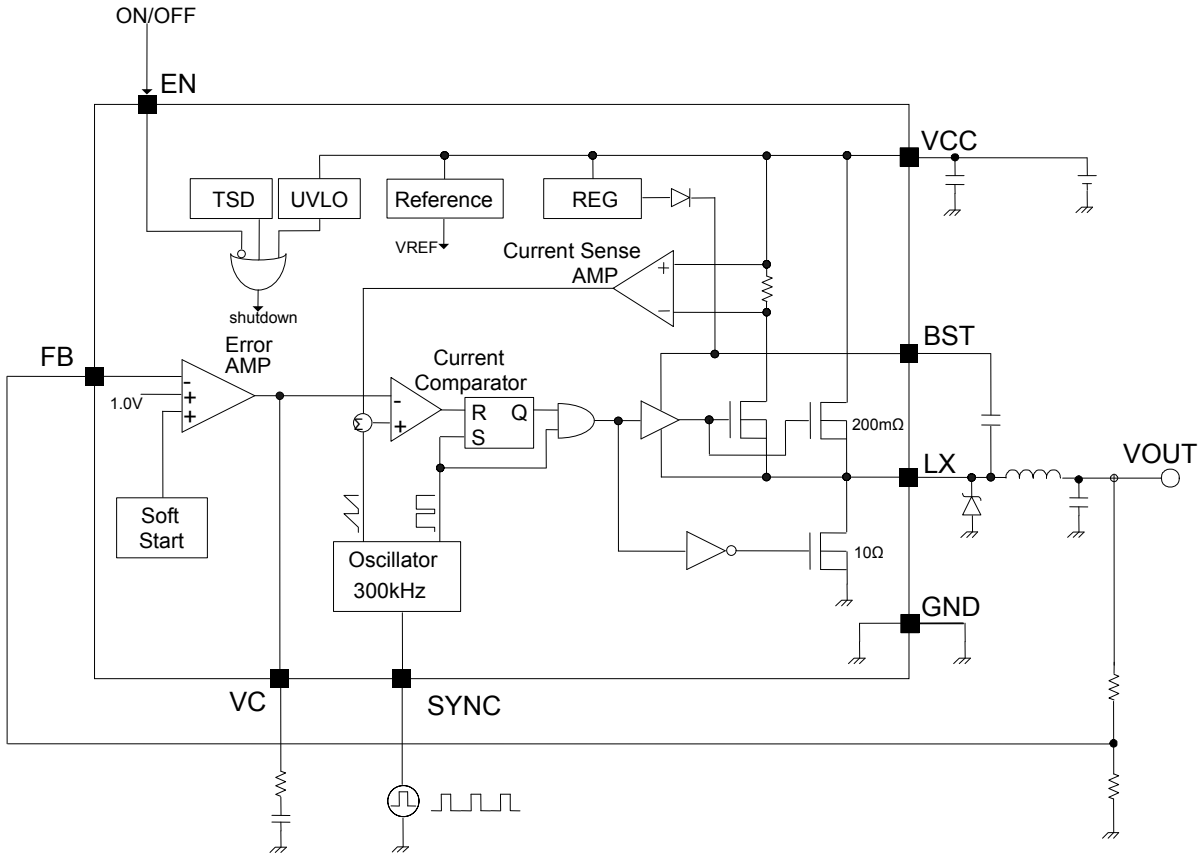 ON/OFF
EN
VCC
TSD
UVLO
Reference
REG
VREF
Current Sense
AMP
+
−
shutdown
BST
FB
Error
AMP
Current
Comparator
-
+
+
1.0V
-
+
Σ
R Q
S
200mΩ
LX
VOUT
Soft
Start
Oscillator
300kHz
10Ω
GND
VC
SYNC